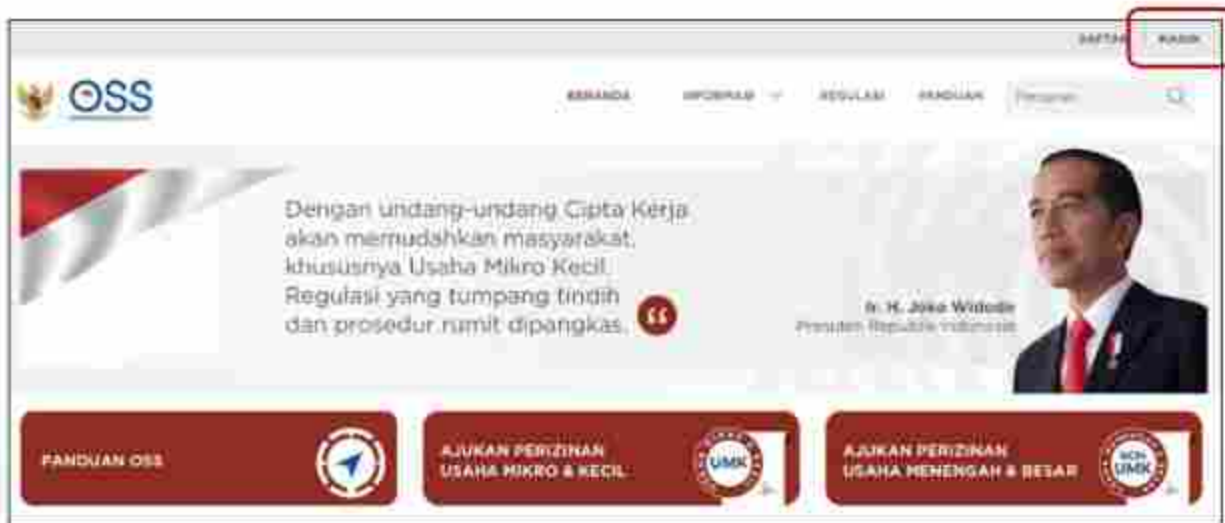 DAFTAR MASUK
OSS
BERANDA INFORMASI REGULASI PANDUAN
Dengan undang-undang Cipta Kerja
akan memudahkan masyarakat,
khususnya Usaha Mikro Kecil.
Regulasi yang tumpang tindih
dan prosedur rumit dipangkas.
Ir. H. Joko Widodo
Presiden Republik Indonesia
PANDUAN OSS
AJUKAN PERIZINAN
USAHA MIKRO & KECIL
UMK
AJUKAN PERIZINAN
USAHA MENENGAH & BESAR
NON
UMK